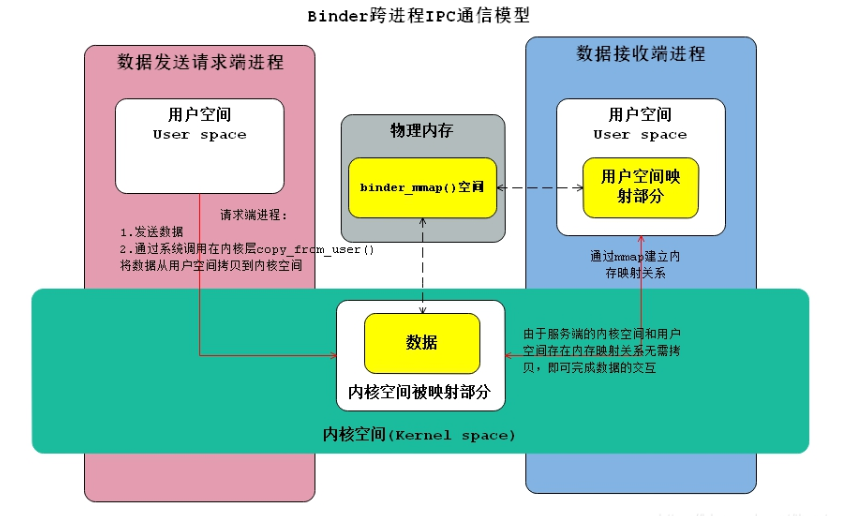 Binder跨进程IPC通信模型
数据发送请求端进程
用户空间
User space
请求端进程:
1.发送数据
2.通过系统调用在内核层copy_from_user()
将数据从用户空间拷贝到内核空间
物理内存
binder_mmap()空间
数据接收端进程
用户空间
User space
用户空间映
射部分
通过mmap建立内
存映射关系
由于服务端的内核空间和用户
空间存在内存映射关系无需拷
贝，即可完成数据的交互
数据
内核空间被映射部分
内核空间(Kernel space)